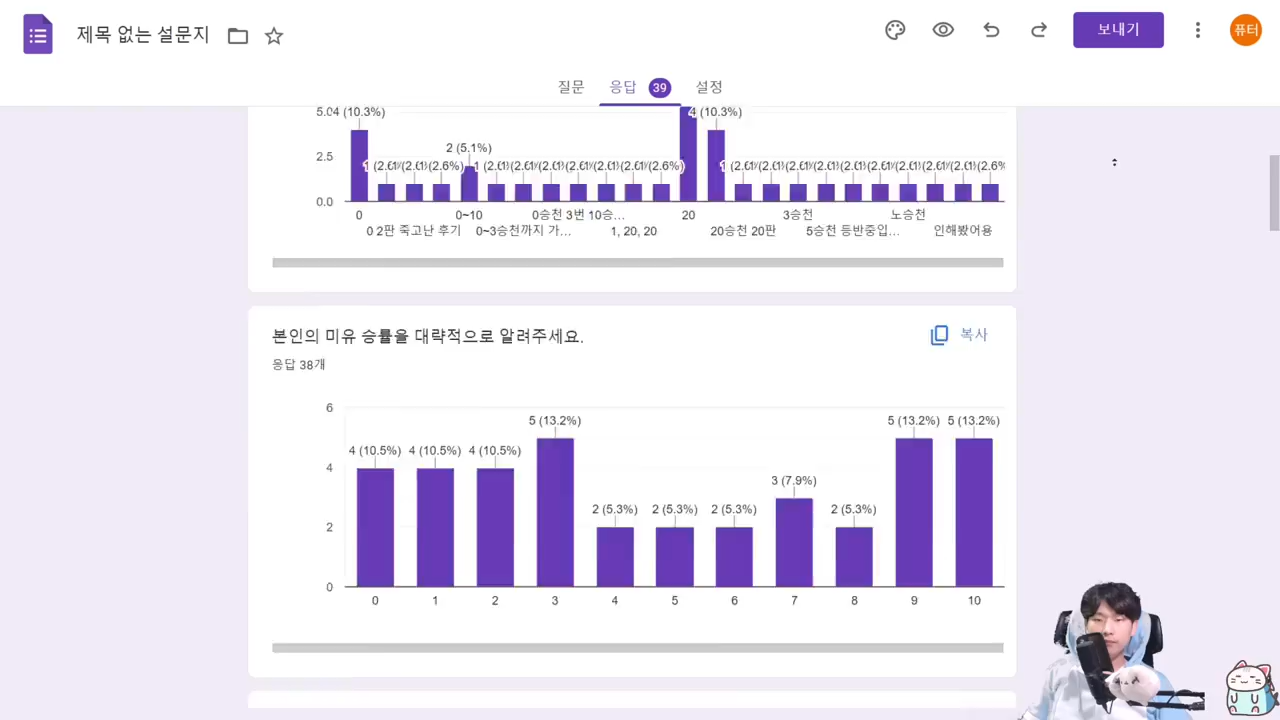 제목 없는 설문지
보내기
퓨터
질문
응답 39
설정
5.0
4 (10.3%)
4 (10.3%)
2.5
2 (5.1%)
0.0
0
0~10
0승천 3번 10승...
20
3승천
노승천
0 2판 죽고난 후기
0~3승천까지 가...
1, 20, 20
20승천 20판
5승천 등반중입...
인해봤어용
본인의 미유 승률을 대략적으로 알려주세요.
복사
응답 38개
6
5 (13.2%)
5 (13.2%)
5 (13.2%)
4 (10.5%)
4 (10.5%)
4 (10.5%)
4
3 (7.9%)
2 (5.3%)
2 (5.3%)
2 (5.3%)
2 (5.3%)
2
0
0 1 2 3 4 5 6 7 8 9 10